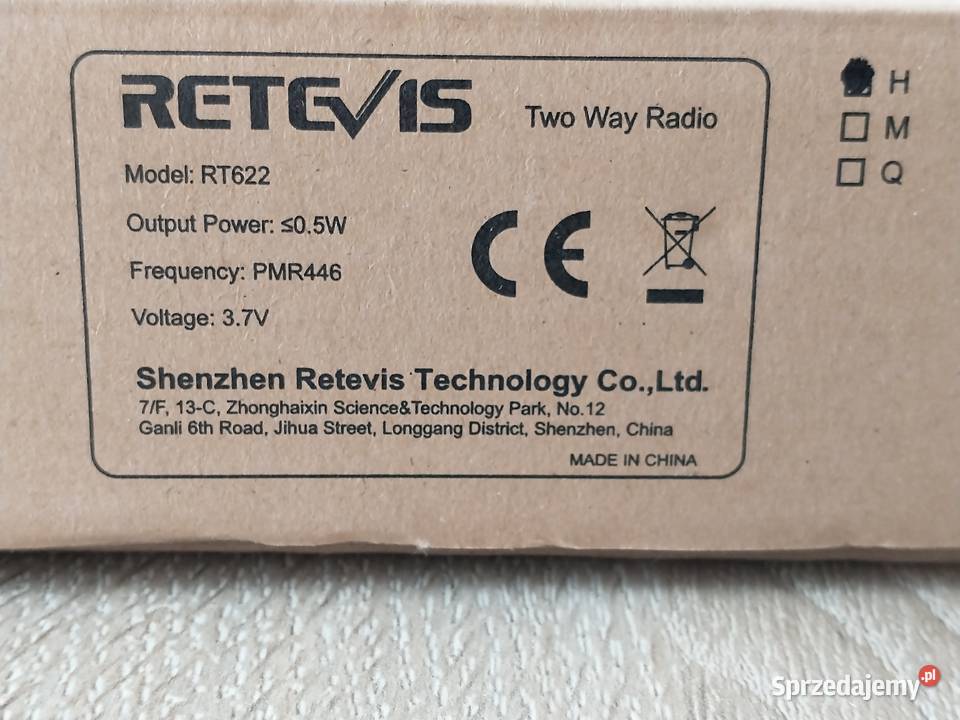 RETEVIS Two Way Radio
Model: RT622
Output Power: ≤0.5W
Frequency: PMR446
Voltage: 3.7V
CE
Shenzhen Retevis Technology Co.,Ltd.
7/F, 13-C, Zhonghaixin Science&Technology Park, No.12
Ganli 6th Road, Jihua Street, Longgang District, Shenzhen, China
MADE IN CHINA
H
M
Q
Sprzedajemy.pl